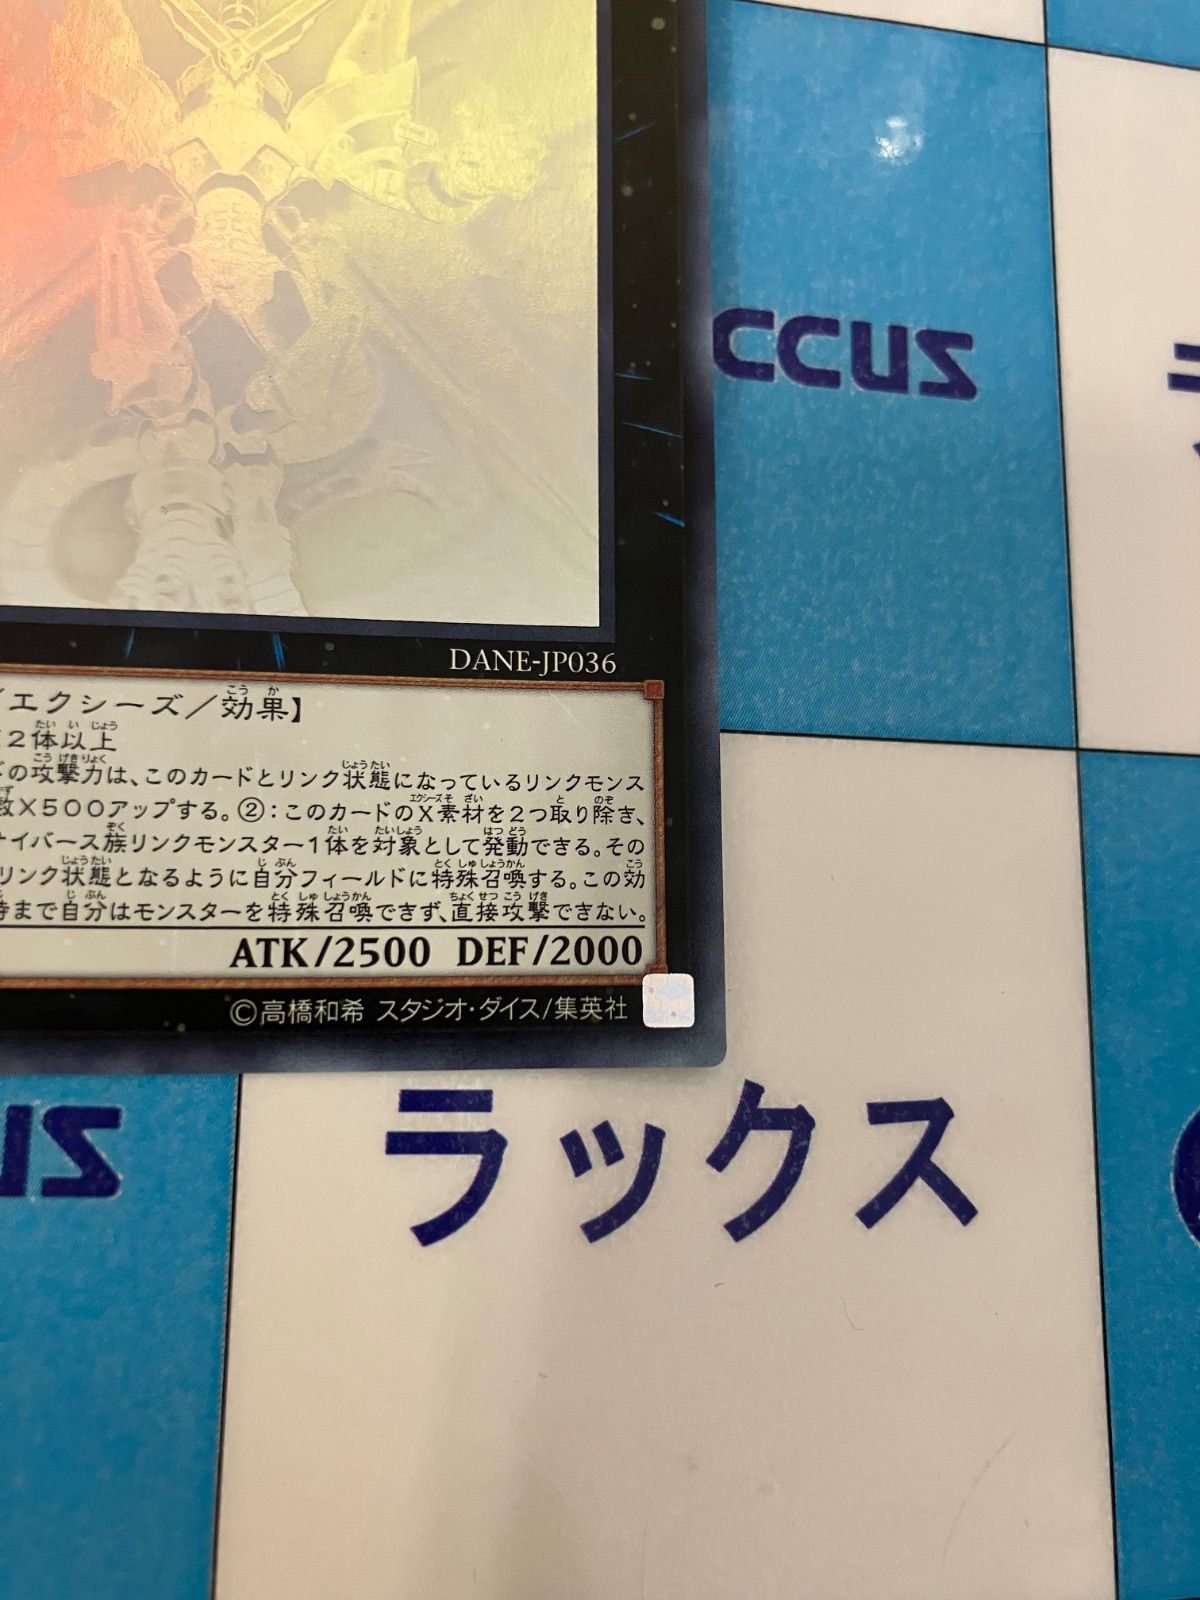 ccus
DANE-JP036
エクシーズ/効果】
2体以上
の攻撃力は、このカードとリンク状態になっているリンクモンス
数×500アップする。②:このカードのX素材を2つ取り除き、
イバース族リンクモンスター1体を対象として発動できる。その
リンク状態となるように自分フィールドに特殊召喚する。この効
時まで自分はモンスターを特殊召喚できず、直接攻撃できない。
ATK/2500 DEF/2000
©高橋和希 スタジオ・ダイス/集英社
us
ラックス